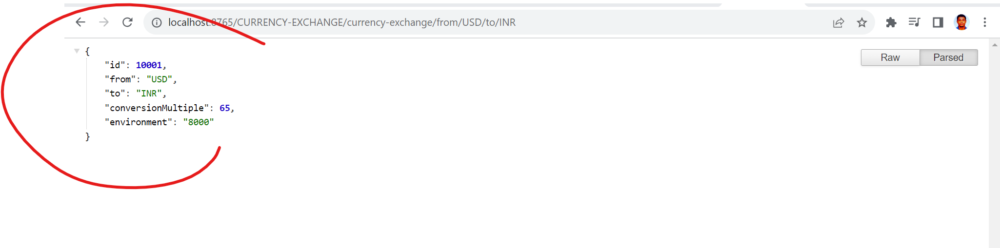 localhost:8765/CURRENCY-EXCHANGE/currency-exchange/from/USD/to/INR
{
Raw Parsed
"id": 10001,
"from": "USD",
"to": "INR",
"conversionMultiple": 65,
"environment": "8000"
}